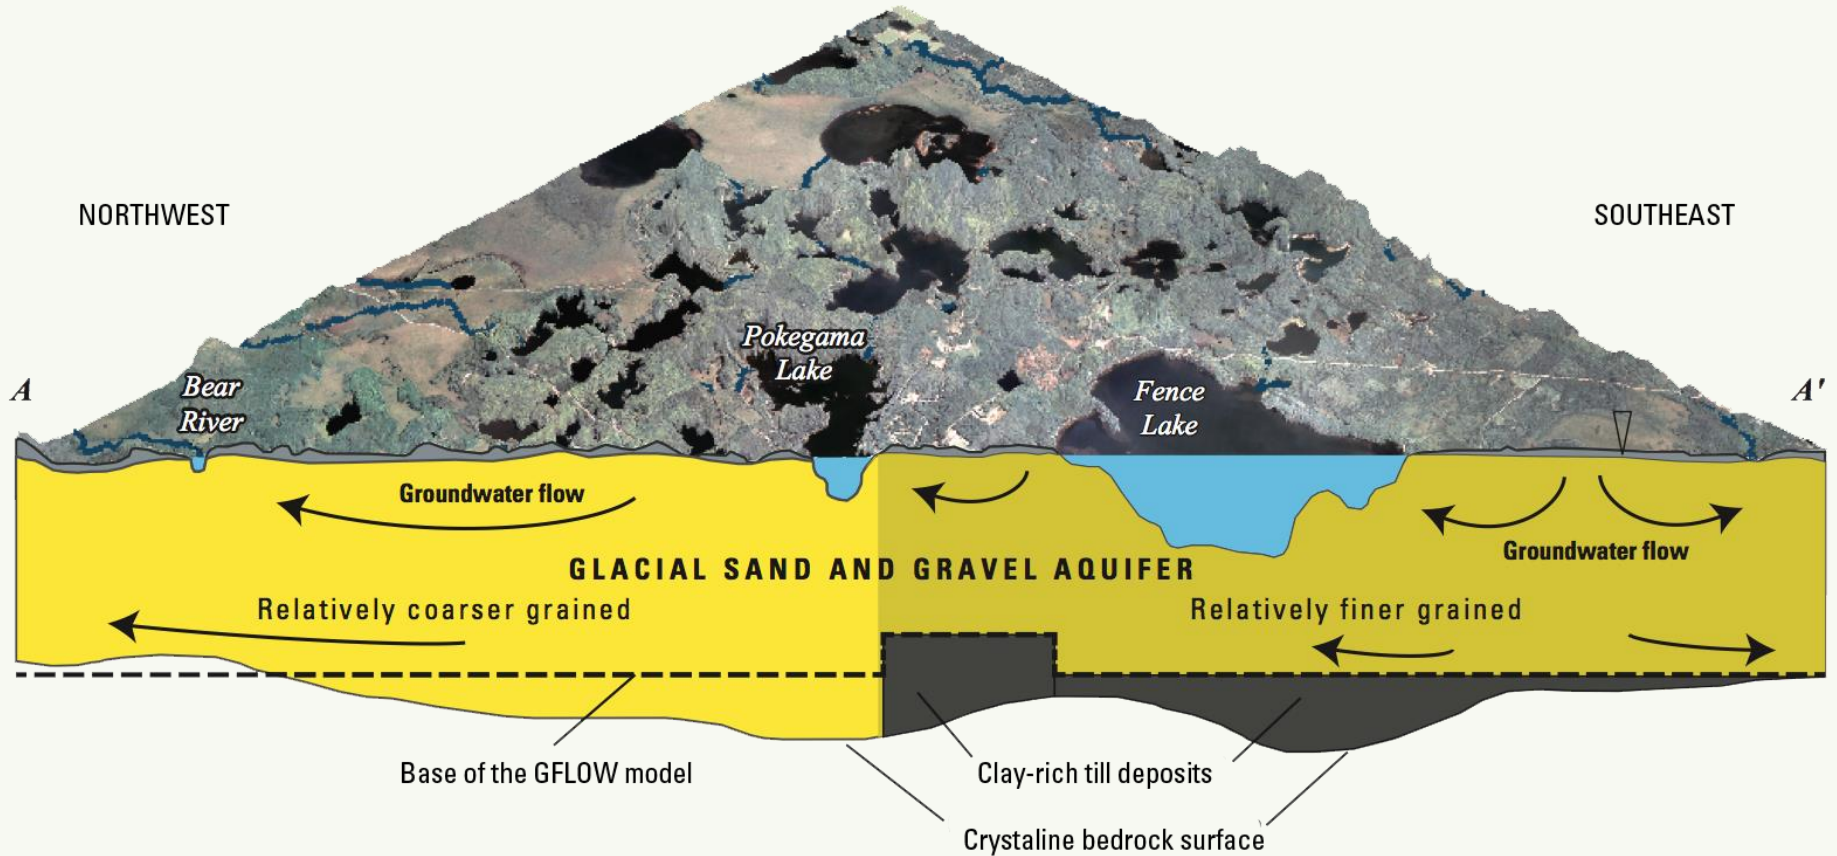 NORTHWEST
SOUTHEAST
Pokegama
Lake
A
Bear
River
Fence
Lake
A'
Groundwater flow
Groundwater flow
GLACIAL SAND AND GRAVEL AQUIFER
Relatively coarser grained
Relatively finer grained
Base of the GFLOW model
Clay-rich till deposits
Crystaline bedrock surface